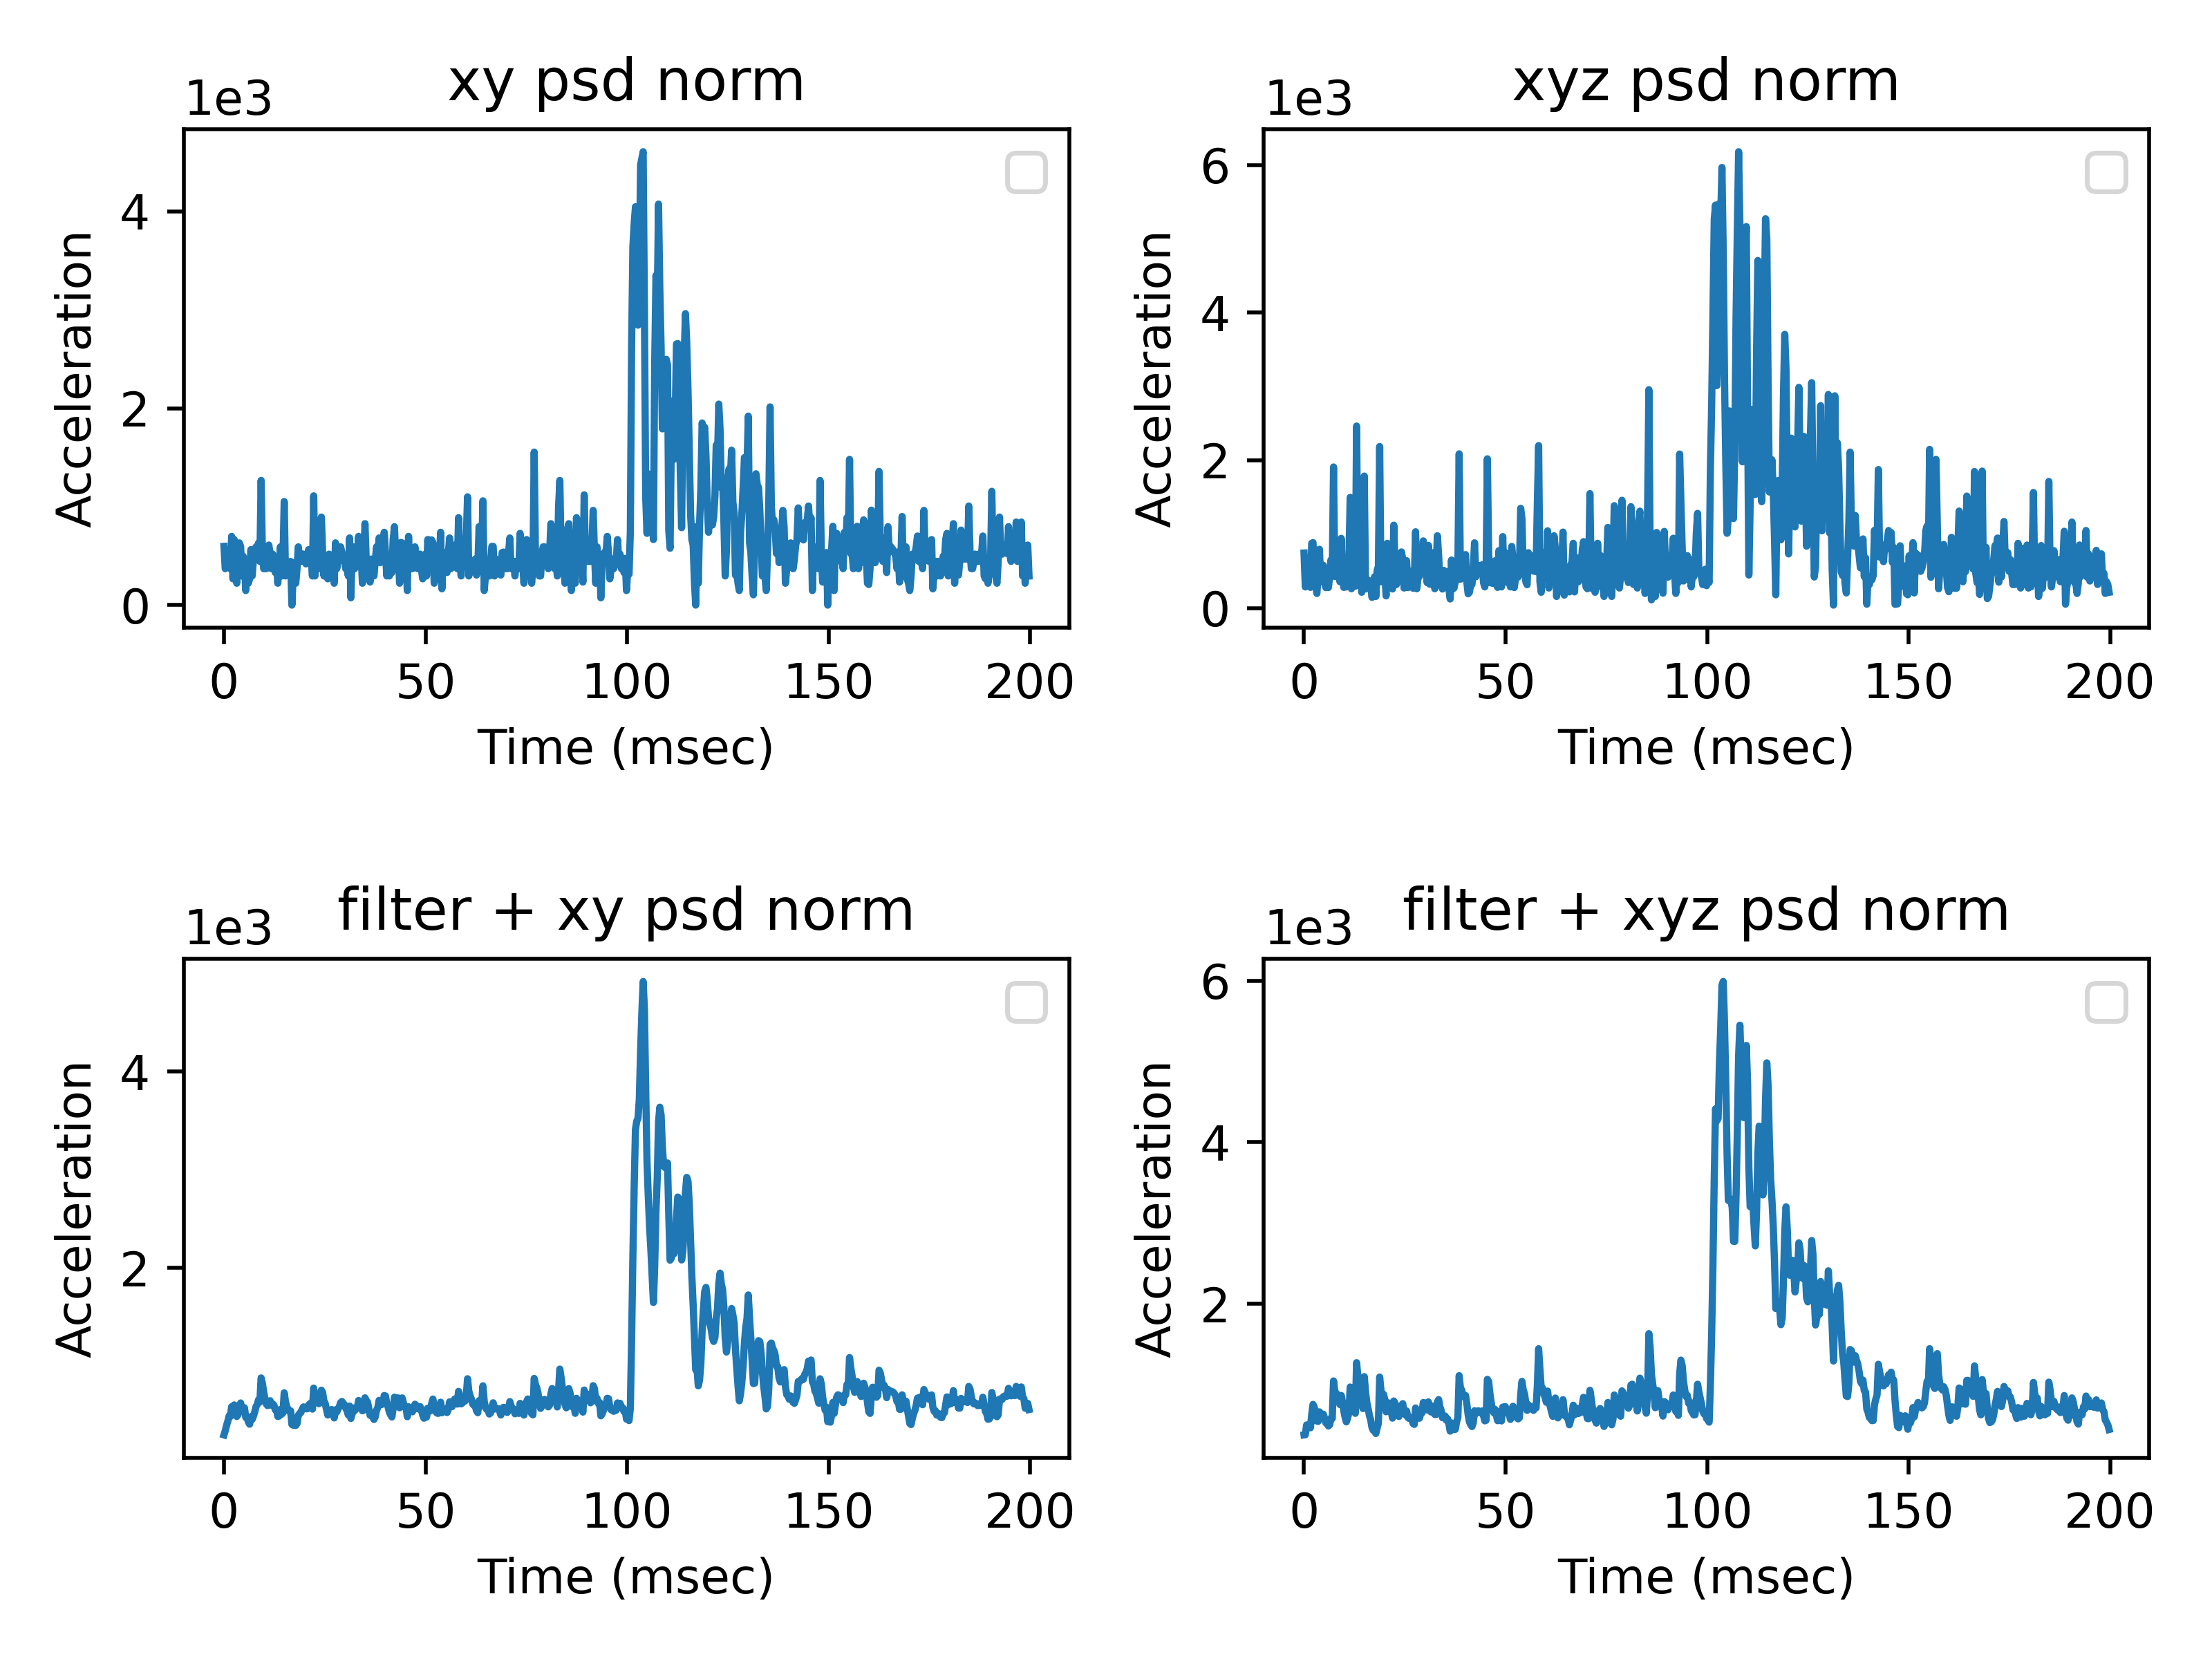 xy psd norm
1e3
4
2
0
Acceleration
0 50 100 150 200
Time (msec)
xyz psd norm
1e3
6
4
2
0
Acceleration
0 50 100 150 200
Time (msec)
filter + xy psd norm
1e3
4
2
Acceleration
0 50 100 150 200
Time (msec)
filter + xyz psd norm
1e3
6
4
2
Acceleration
0 50 100 150 200
Time (msec)